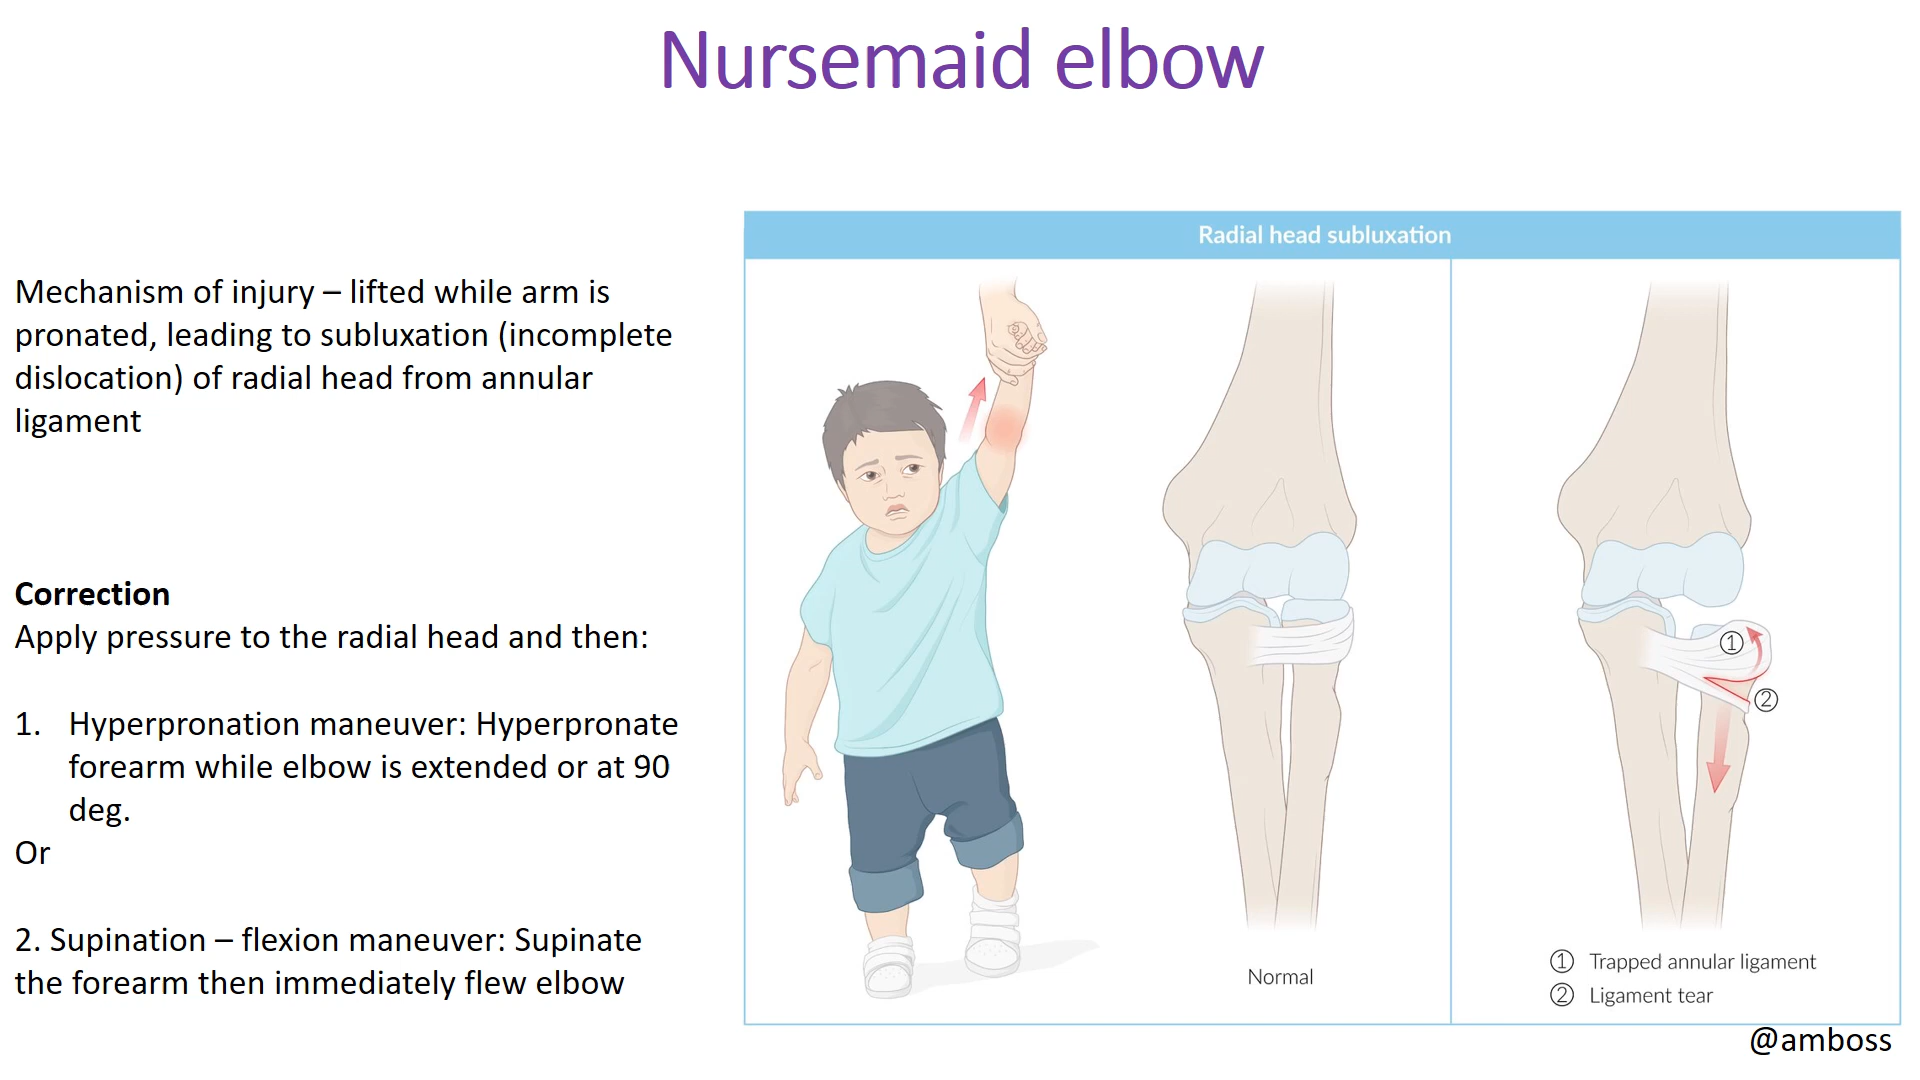 Nursemaid elbow
Mechanism of injury – lifted while arm is
pronated, leading to subluxation (incomplete
dislocation) of radial head from annular
ligament
Correction
Apply pressure to the radial head and then:
1. Hyperpronation maneuver: Hyperpronate
forearm while elbow is extended or at 90
deg.
Or
2. Supination – flexion maneuver: Supinate
the forearm then immediately flew elbow
Radial head subluxation
①
②
Normal
① Trapped annular ligament
② Ligament tear
@amboss